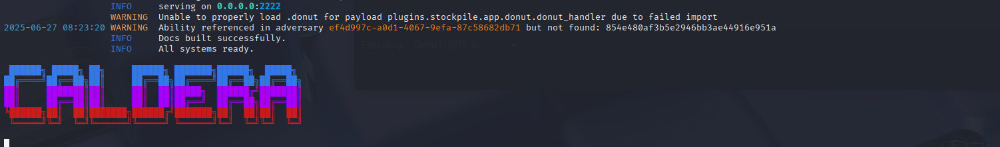 INFO serving on 0.0.0.0:2222
WARNING Unable to properly load .donut for payload plugins.stockpile.app.donut.donut_handler due to failed import
2025-06-27 08:23:20 WARNING Ability referenced in adversary ef4d997c-a0d1-4067-9efa-87c58682db71 but not found: 854e480af3b5e2946bb3ae44916e951a
INFO Docs built successfully.
Encoding: Default (UTF-8)
INFO All systems ready.
CALDERA